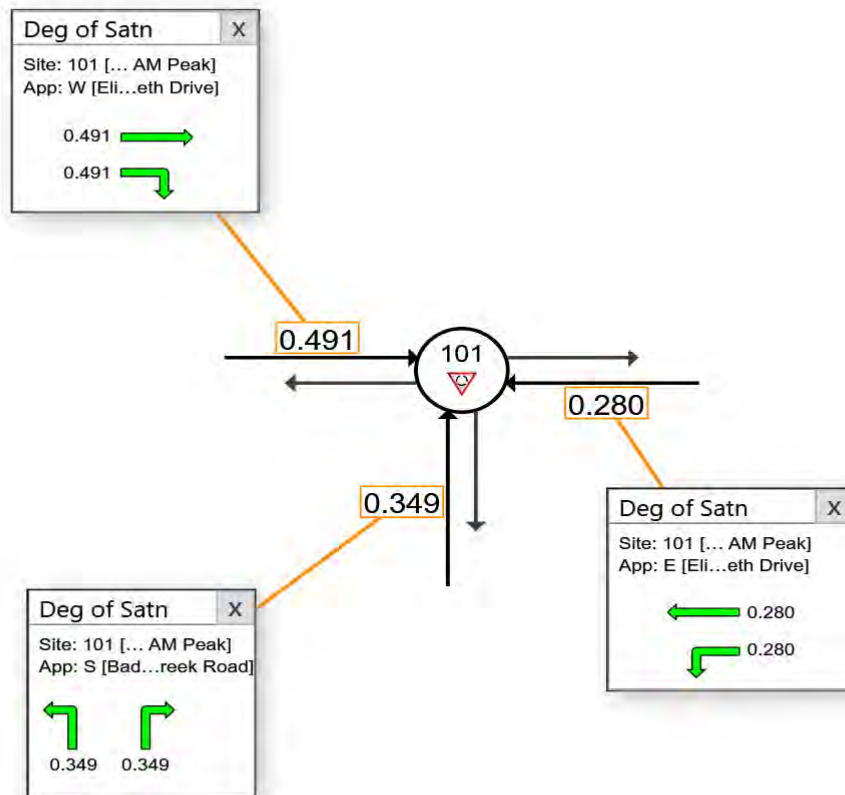 Deg of Satn X
Site: 101 [... AM Peak]
App: W [Eli...eth Drive]
0.491
0.491
0.491
101
0.280
0.349
Deg of Satn X
Site: 101 [... AM Peak]
App: E [Eli...eth Drive]
0.280
0.280
Deg of Satn X
Site: 101 [... AM Peak]
App: S [Bad...reek Road]
0.349 0.349